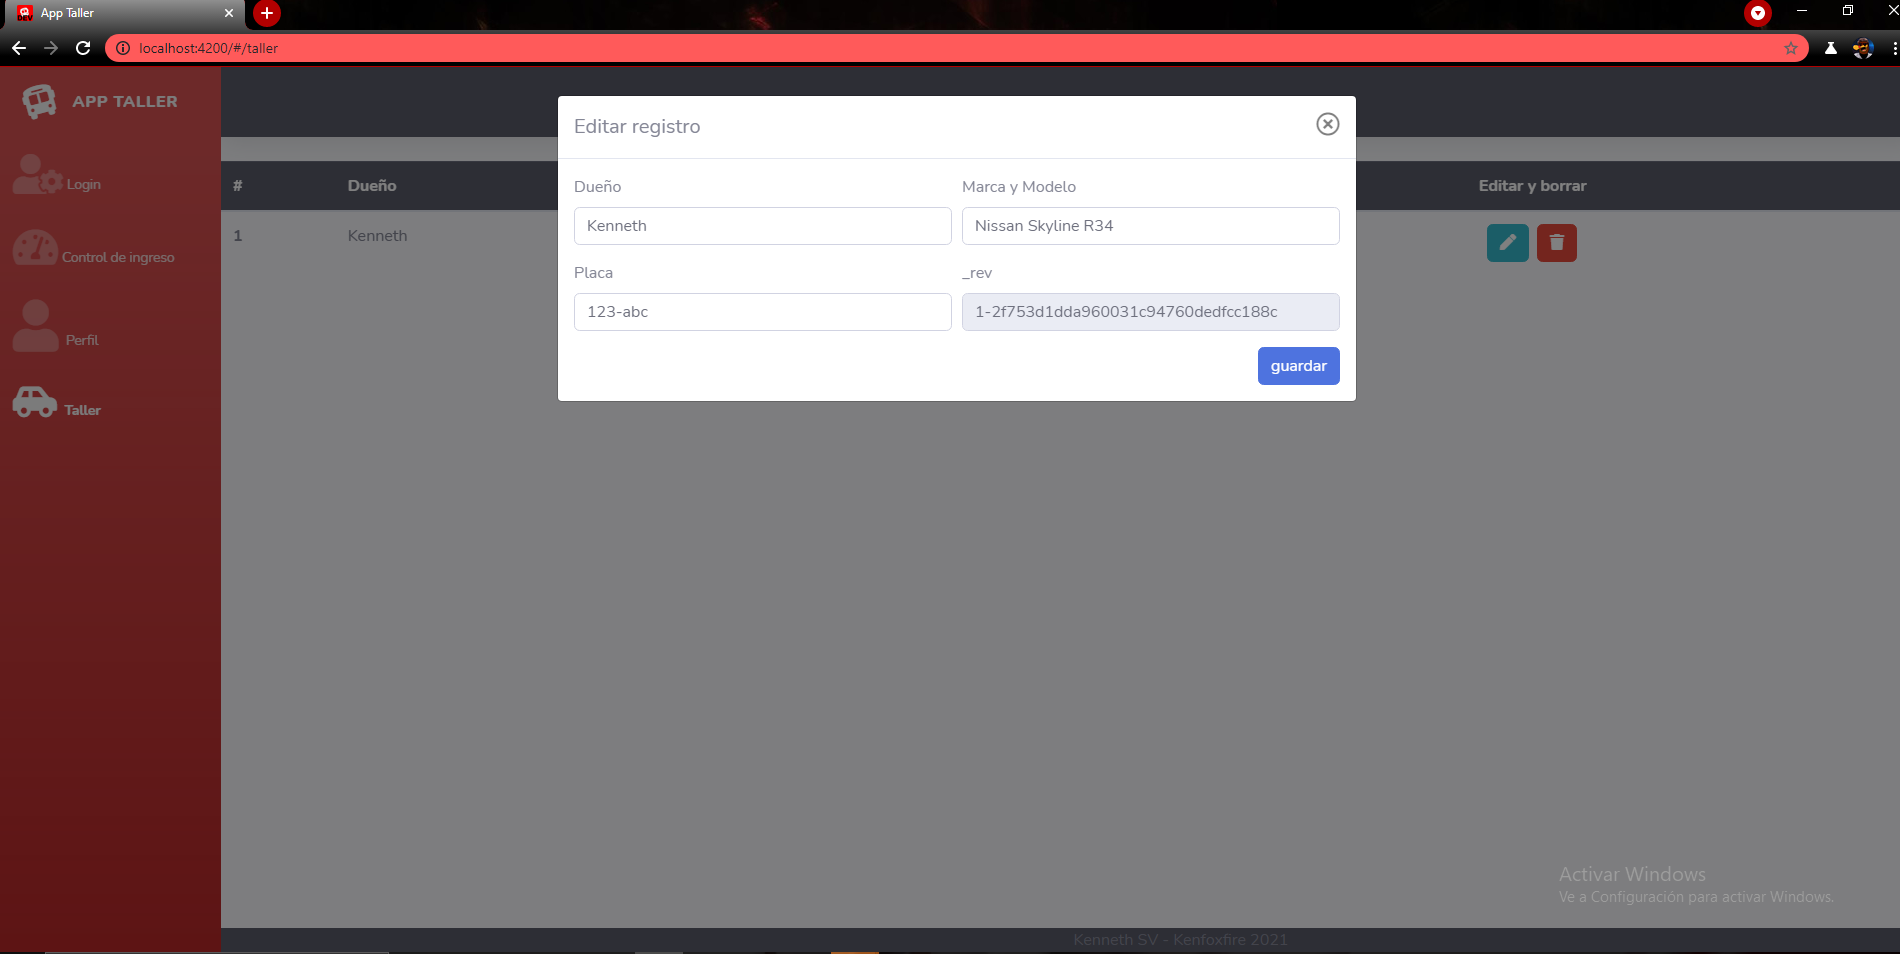 App Taller
localhost:4200/#/taller
APP TALLER
Login
Control de ingreso
Perfil
Taller
# Dueño Editar y borrar
1 Kenneth
Editar registro
Dueño Marca y Modelo
Kenneth Nissan Skyline R34
Placa _rev
123-abc 1-2f753d1dda960031c94760dedfcc188c
guardar
Activar Windows
Ve a Configuración para activar Windows.
Kenneth SV - Kenfoxfire 2021